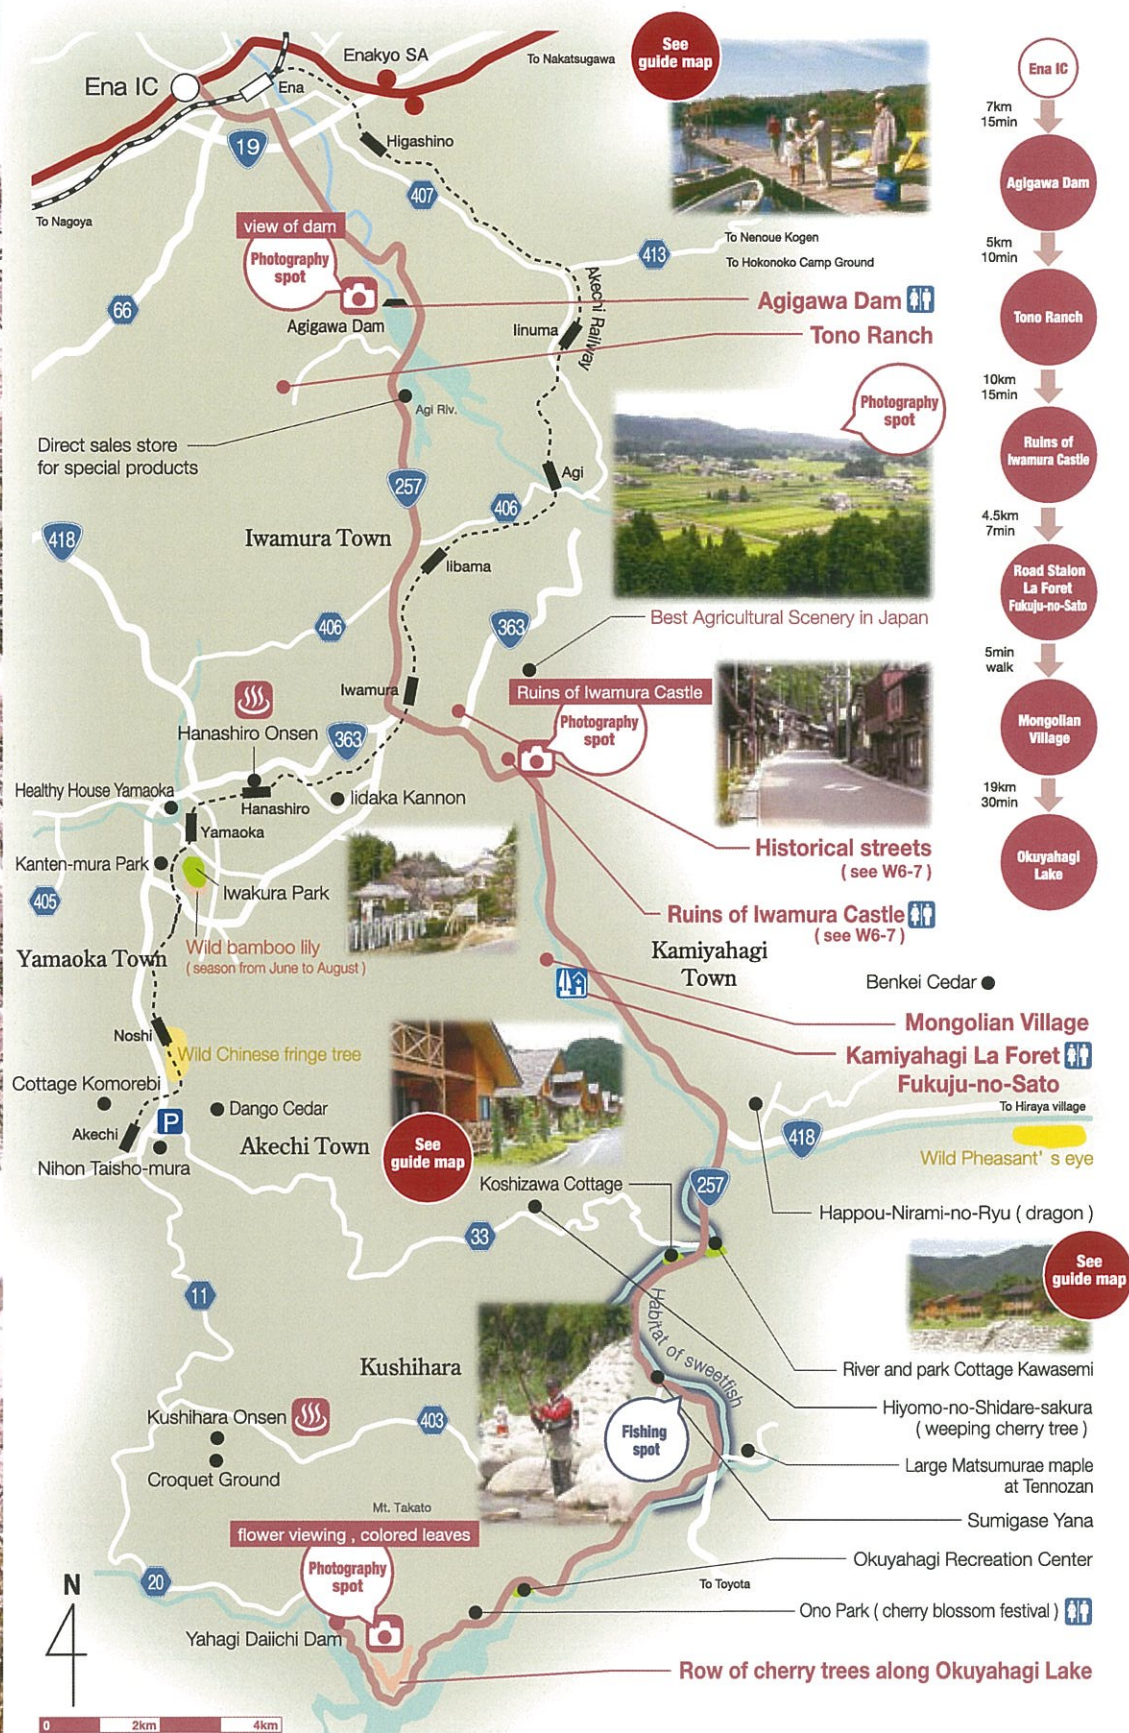 Enakyo SA
To Nakatsugawa
Ena IC
Ena
19
Higashino
407
To Nagoya
See
guide map
Ena IC
7km
15min
Agigawa Dam
5km
10min
Tono Ranch
10km
15min
Ruins of
Iwamura Castle
4.5km
7min
Road Staion
La Foret
Fukuju-no-Sato
5min
walk
Mongolian
Village
19km
30min
Okuyahagi
Lake
view of dam
Photography
spot
413
To Nenoue Kogen
To Hokonoko Camp Ground
66
Agigawa Dam
Akechi Railway
Iinuma
Agigawa Dam
Tono Ranch
Agi Riv.
Photography
spot
Direct sales store
for special products
257
Agi
406
418
Iwamura Town
Iibama
406
363
Best Agricultural Scenery in Japan
Iwamura
Ruins of Iwamura Castle
Photography
spot
Hanashiro Onsen
363
Healthy House Yamaoka
Hanashiro
Iidaka Kannon
Yamaoka
Kanten-mura Park
Iwakura Park
405
Historical streets
( see W6-7 )
Ruins of Iwamura Castle
( see W6-7 )
Wild bamboo lily
( season from June to August )
Yamaoka Town
Kamiyahagi
Town
Benkei Cedar
Mongolian Village
Kamiyahagi La Foret
Fukuju-no-Sato
Noshi
Wild Chinese fringe tree
Cottage Komorebi
Dango Cedar
Akechi
P
Akechi Town
Nihon Taisho-mura
See
guide map
To Hiraya village
418
Wild Pheasant' s eye
Koshizawa Cottage
257
Happou-Nirami-no-Ryu ( dragon )
33
See
guide map
11
Habitat of sweetfish
Kushihara
River and park Cottage Kawasemi
Hiyomo-no-Shidare-sakura
( weeping cherry tree )
Kushihara Onsen
403
Fishing
spot
Croquet Ground
Large Matsumurae maple
at Tennozan
Mt. Takato
Sumigase Yana
flower viewing , colored leaves
Photography
spot
Okuyahagi Recreation Center
20
To Toyota
N
Ono Park ( cherry blossom festival )
Yahagi Daiichi Dam
Row of cherry trees along Okuyahagi Lake
0 2km 4km